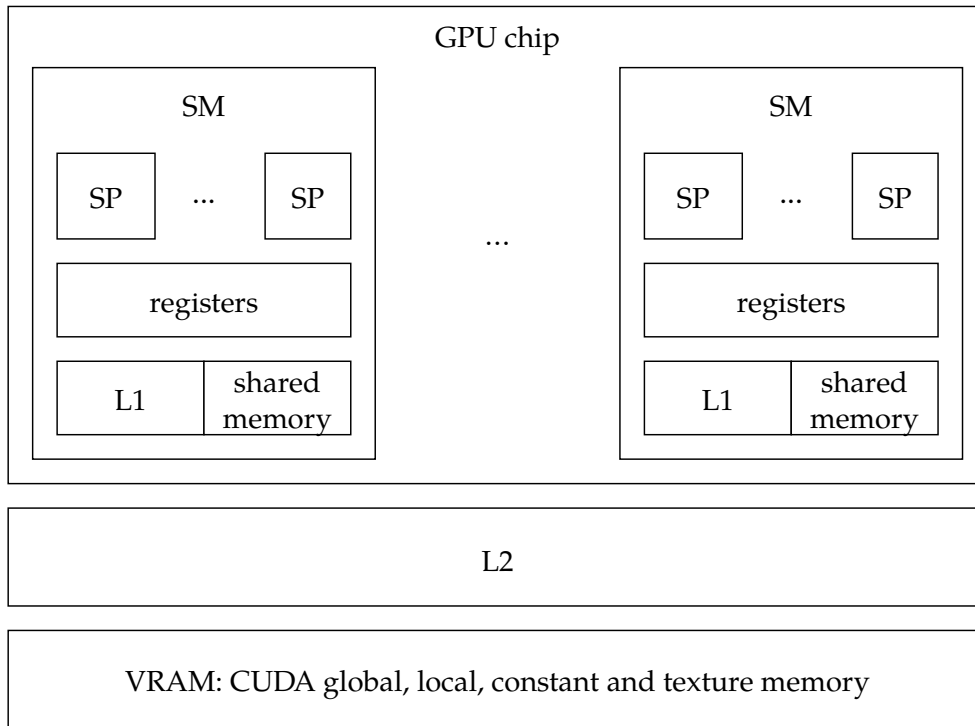 GPU chip
SM
SM
SP ... SP
...
SP ... SP
registers
registers
L1
shared
memory
L1
shared
memory
L2
VRAM: CUDA global, local, constant and texture memory